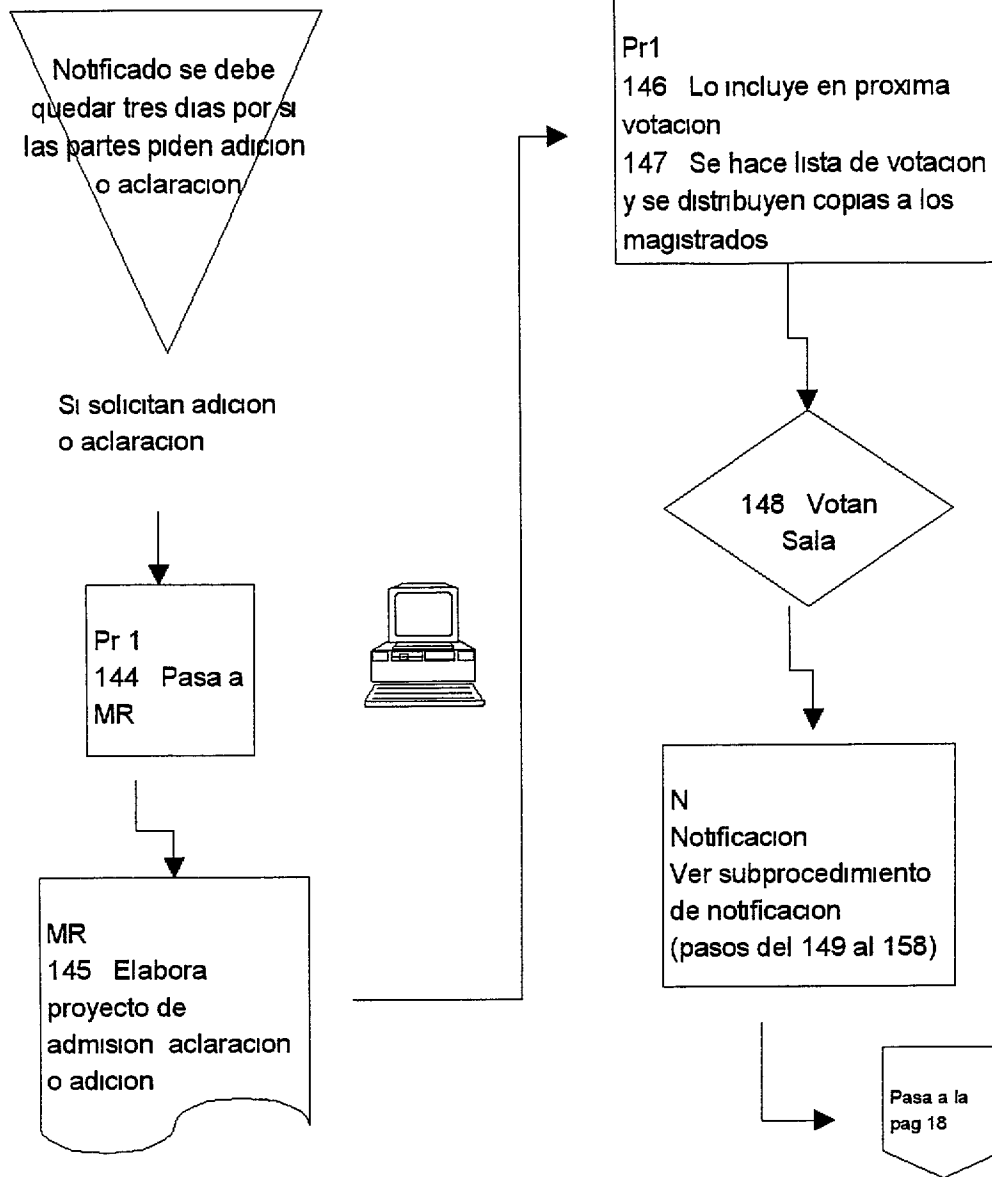 Notificado se debe
quedar tres dias por si
las partes piden adicion
o aclaración
Si solicitan adicion
o aclaracion
Pr 1
144 Pasa a
MR
MR
145 Elabora
proyecto de
admision aclaracion
o adicion
Pr1
146 Lo incluye en proxima
votacion
147 Se hace lista de votacion
y se distribuyen copias a los
magistrados
148 Votan
Sala
N
Notificacion
Ver subprocedimiento
de notificacion
(pasos del 149 al 158)
Pasa a la
pag 18